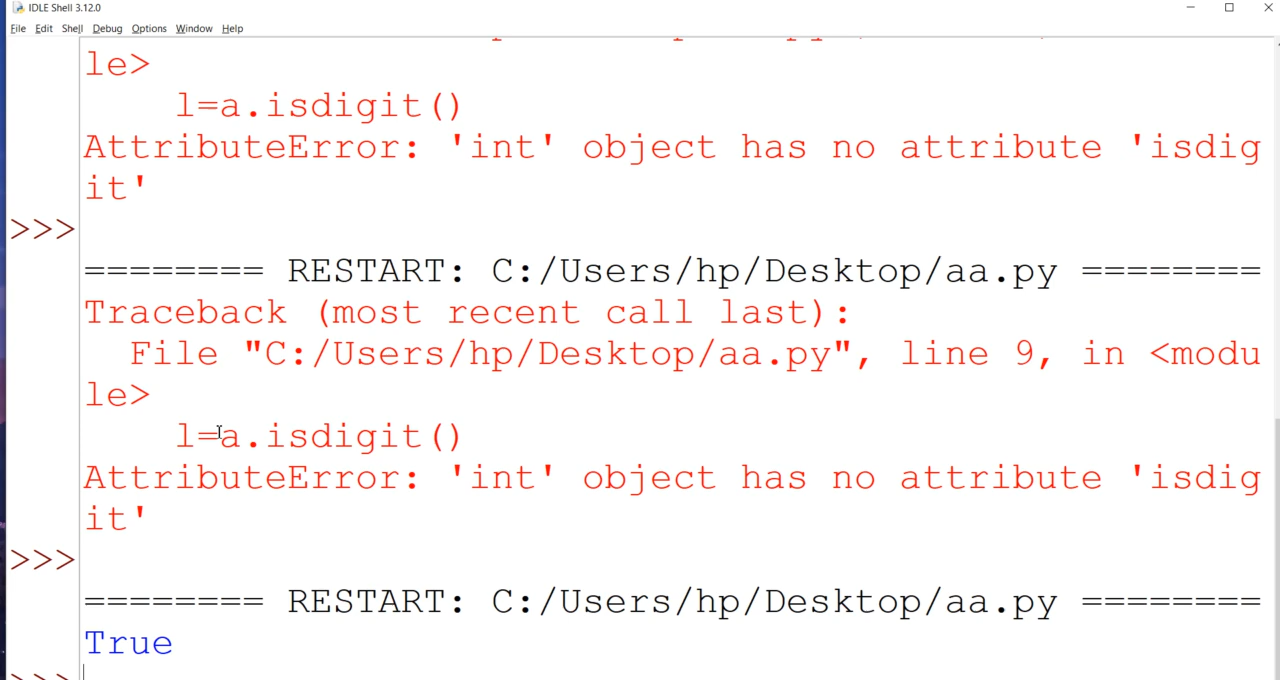 IDLE Shell 3.12.0
File Edit Shell Debug Options Window Help
le>
l=a.isdigit()
AttributeError: 'int' object has no attribute 'isdig
it'
>>>
======== RESTART: C:/Users/hp/Desktop/aa.py ========
Traceback (most recent call last):
File "C:/Users/hp/Desktop/aa.py", line 9, in <modu
le>
l=a.isdigit()
AttributeError: 'int' object has no attribute 'isdig
it'
>>>
======== RESTART: C:/Users/hp/Desktop/aa.py ========
True
>>>